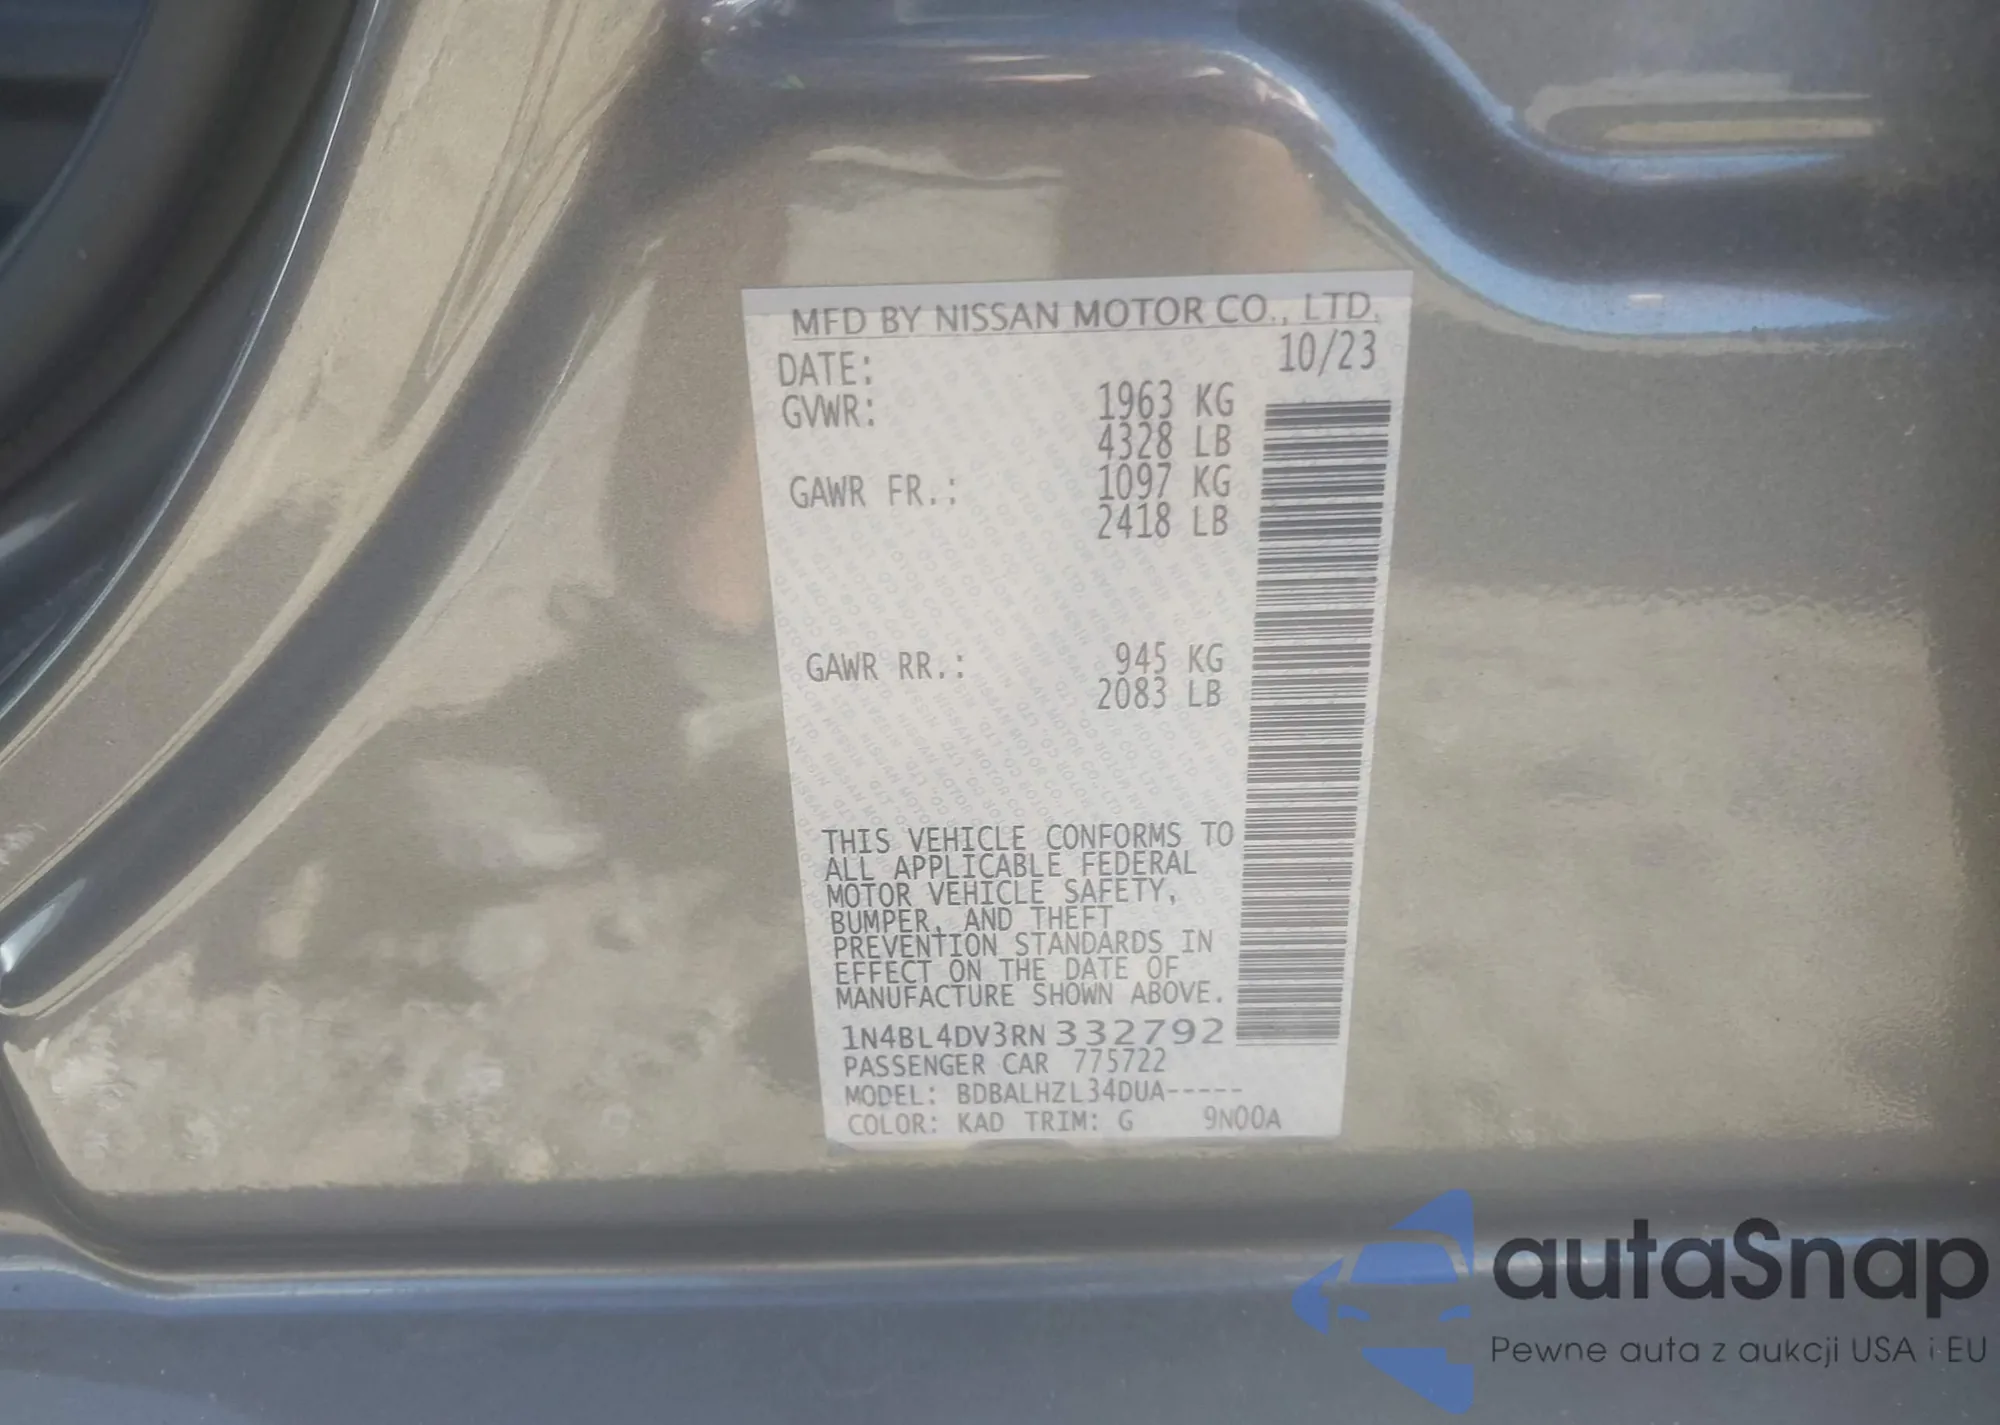 MFD BY NISSAN MOTOR CO., LTD.
DATE: 10/23
GVWR: 1963 KG
4328 LB
GAWR FR.: 1097 KG
2418 LB
GAWR RR.: 945 KG
2083 LB
THIS VEHICLE CONFORMS TO
ALL APPLICABLE FEDERAL
MOTOR VEHICLE SAFETY,
BUMPER, AND THEFT
PREVENTION STANDARDS IN
EFFECT ON THE DATE OF
MANUFACTURE SHOWN ABOVE.
1N4BL4DV3RN 332792
PASSENGER CAR 775722
MODEL: BDBALHZL34DUA-----
COLOR: KAD TRIM: G 9N00A
autaSnap
Pewne auta z aukcji USA i EU